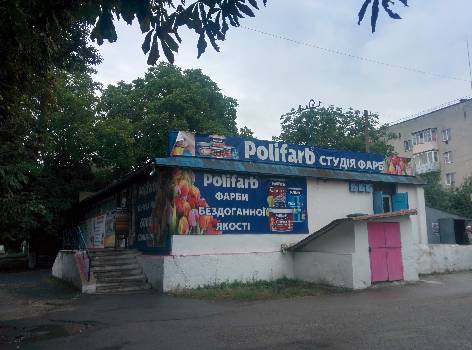 Polifarb СТУДІЯ ФАРБ
Polifarb
ФАРБИ
БЕЗДОГАННОЇ
ЯКОСТІ